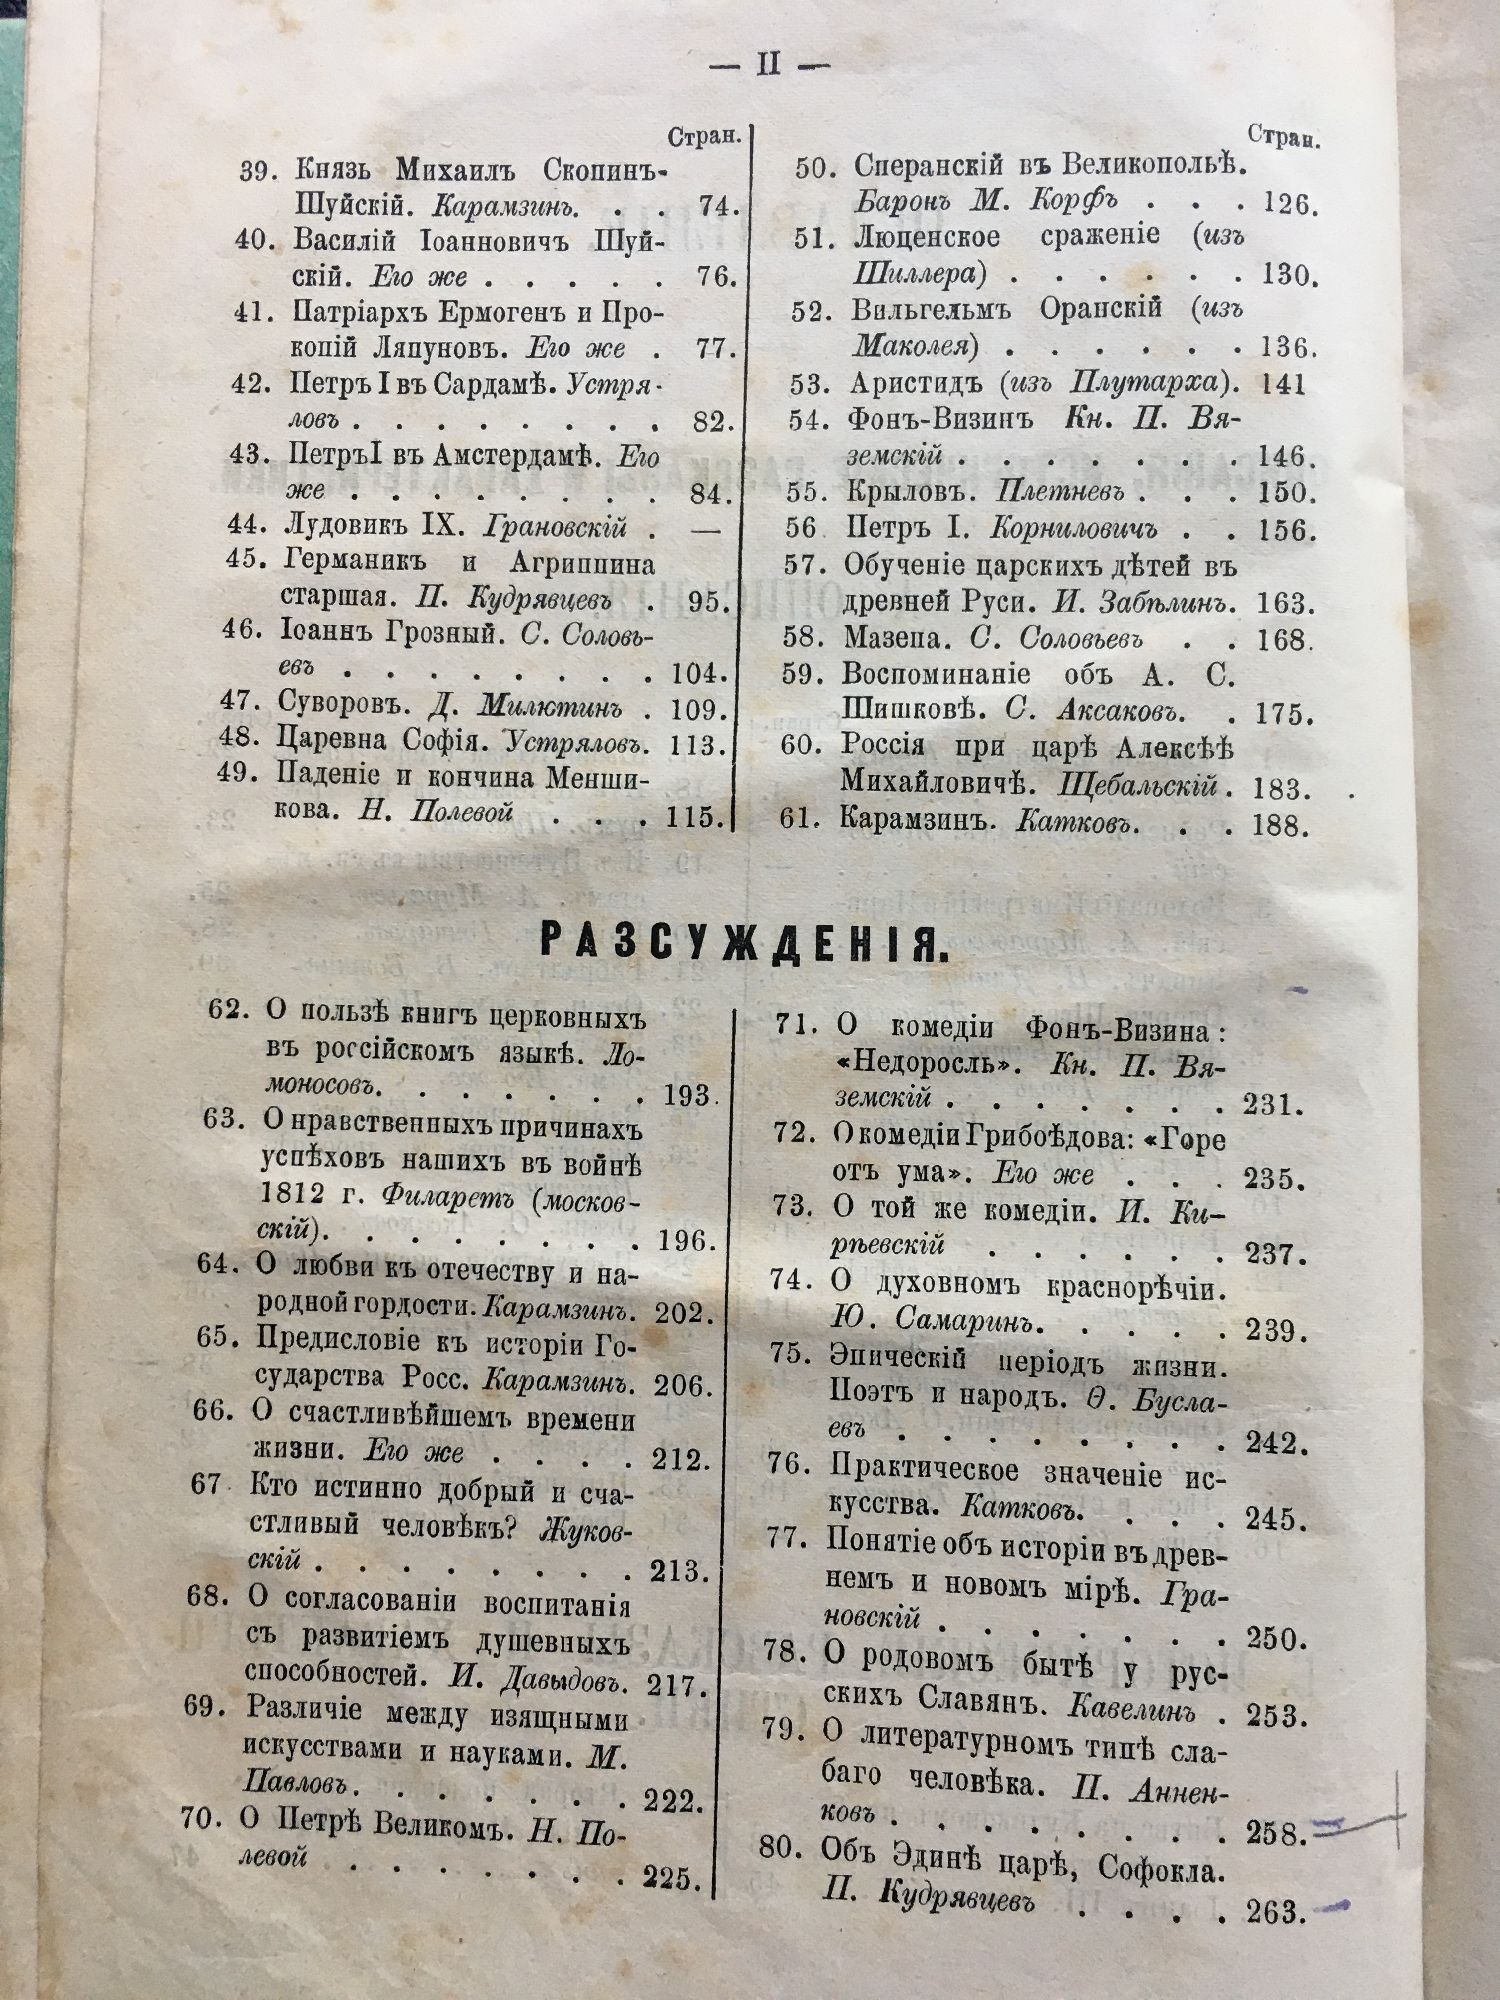 — II —
Стран.
39. Князь Михаилъ Скопинъ-
Шуйскій. Карамзинъ. . . 74.
40. Василій Іоанновичъ Шуй-
скій. Его же . . . . . 76.
41. Патріархъ Ермогенъ и Про-
копій Ляпуновъ. Его же . 77.
42. Петръ I въ Сардамѣ. Устря-
ловъ . . . . . . . . 82.
43. Петръ I въ Амстердамѣ. Его
же . . . . . . . . 84.
44. Лудовикъ IX. Грановскій . —
45. Германикъ и Агриппина
старшая. П. Кудрявцевъ . 95.
46. Іоаннъ Грозный. С. Соловь-
евъ . . . . . . . . 104.
47. Суворовъ. Д. Милютинъ . 109.
48. Царевна Софія. Устряловъ. 113.
49. Паденіе и кончина Менши-
кова. Н. Полевой . . . 115.
Стран.
50. Сперанскій въ Великопольѣ.
Баронъ М. Корфъ . . . 126.
51. Люценское сраженіе (изъ
Шиллера) . . . . . . 130.
52. Вильгельмъ Оранскій (изъ
Маколея) . . . . . . 136.
53. Аристидъ (изъ Плутарха). 141
54. Фонъ-Визинъ Кн. П. Вя-
земскій . . . . . . . 146.
55. Крыловъ. Плетневъ . . . 150.
56 Петръ I. Корниловичъ . . 156.
57. Обученіе царскихъ дѣтей въ
древней Руси. И. Забѣлинъ. 163.
58. Мазепа. С. Соловьевъ . . 168.
59. Воспоминаніе объ А. С.
Шишковѣ. С. Аксаковъ. . 175.
60. Россія при царѣ Алексѣѣ
Михайловичѣ. Щебальскій . 183.
61. Карамзинъ. Катковъ. . . 188.
РАЗСУЖДЕНІЯ.
62. О пользѣ книгъ церковныхъ
въ россійскомъ языкѣ. Ло-
моносовъ. . . . . . . 193.
63. О нравственныхъ причинахъ
успѣховъ нашихъ въ войнѣ
1812 г. Филаретъ (москов-
скій). . . . . . . . 196.
64. О любви къ отечеству и на-
родной гордости. Карамзинъ. 202.
65. Предисловіе къ исторіи Го-
сударства Росс. Карамзинъ. 206.
66. О счастливѣйшемъ времени
жизни. Его же . . . . 212.
67 Кто истинно добрый и сча-
стливый человѣкъ? Жуков-
скій . . . . . . . . 213.
68. О согласованіи воспитанія
съ развитіемъ душевныхъ
способностей. И. Давыдовъ. 217.
69. Различіе между изящными
искусствами и науками. М.
Павловъ. . . . . . . 222.
70. О Петрѣ Великомъ. Н. По-
левой . . . . . . 225.
71. О комедіи Фонъ-Визина:
«Недоросль». Кн. П. Вя-
земскій . . . . . . . 231.
72. О комедіи Грибоѣдова: «Горе
отъ ума». Его же . . . 235.
73. О той же комедіи. И. Ки-
рѣевскій . . . . . . 237.
74. О духовномъ краснорѣчіи.
Ю. Самаринъ. . . . . 239.
75. Эпическій періодъ жизни.
Поэтъ и народъ. Ѳ. Бусла-
евъ . . . . . . . . 242.
76. Практическое значеніе ис-
кусства. Катковъ. . . . 245.
77. Понятіе объ исторіи въ древ-
немъ и новомъ мірѣ. Гра-
новскій . . . . . . . 250.
78. О родовомъ бытѣ у рус-
скихъ Славянъ. Кавелинъ . 253.
79. О литературномъ типѣ сла-
баго человѣка. П. Аннен-
ковъ . . . . . . . . 258.
80. Объ Эдинѣ царѣ, Софокла.
П. Кудрявцевъ . . . . 263.